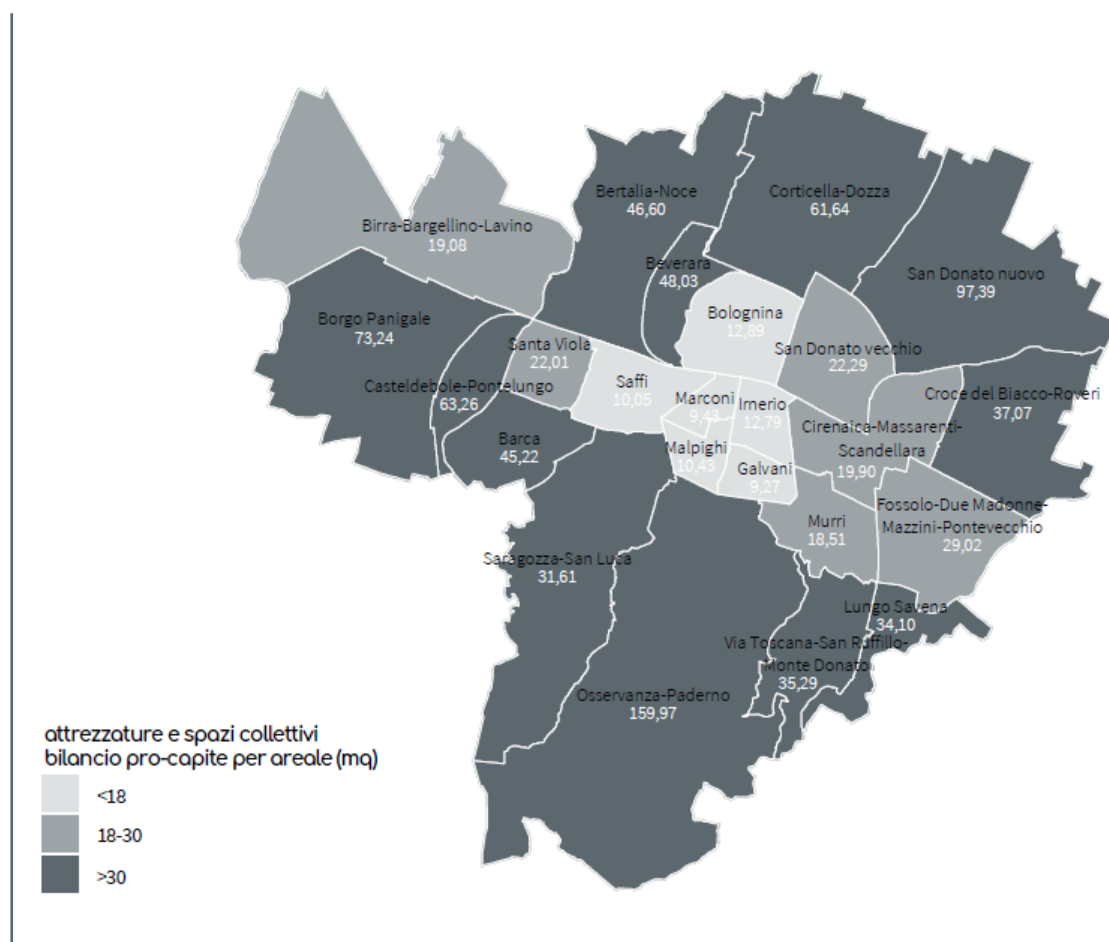 Bertalia-Noce
46,60
Corticella-Dozza
61,64
Birra-Bargellino-Lavino
19,08
Beverara
48,03
San Donato nuovo
97,39
Borgo Panigale
73,24
Bolognina
12,89
Santa Viola
22,01
San Donato vecchio
22,29
Casteldebole-Pontelungo
63,26
Saffi
10,05
Marconi
9,43
Irnerio
12,79
Croce del Biacco-Roveri
37,07
Barca
45,22
Cirenaica-Massarenti-
Scandellara
19,90
Malpighi
10,43
Galvani
9,27
Fossolo-Due Madonne-
Mazzini-Pontevecchio
29,02
Murri
18,51
Saragozza-San Luca
31,61
Lungo Savena
34,10
Via Toscana-San Ruffillo-
Monte Donato
35,29
Osservanza-Paderno
159,97
attrezzature e spazi collettivi
bilancio pro-capite per areale (mq)
<18
18-30
>30